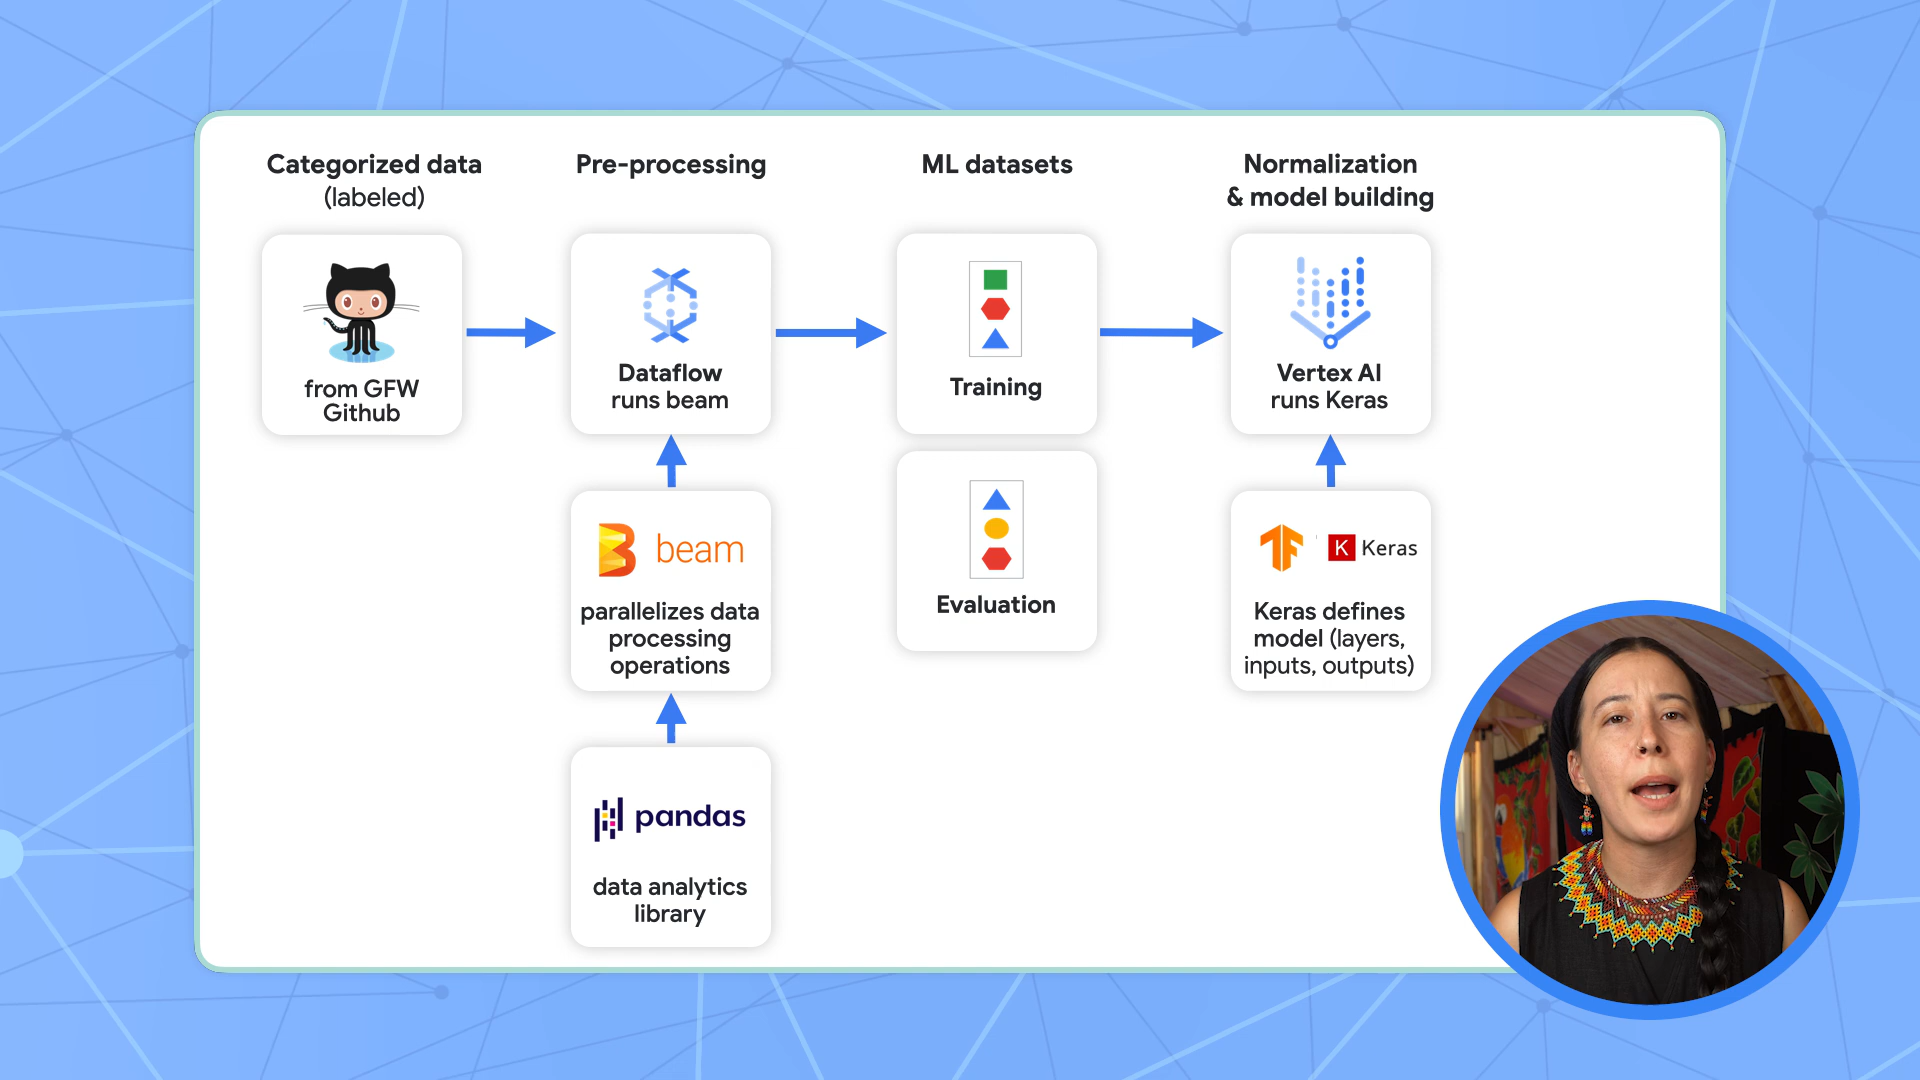 Categorized data
(labeled)
Pre-processing
ML datasets
Normalization
& model building
from GFW
Github
Dataflow
runs beam
Training
Vertex AI
runs Keras
beam
parallelizes data
processing
operations
Evaluation
K Keras
Keras defines
model (layers,
inputs, outputs)
pandas
data analytics
library